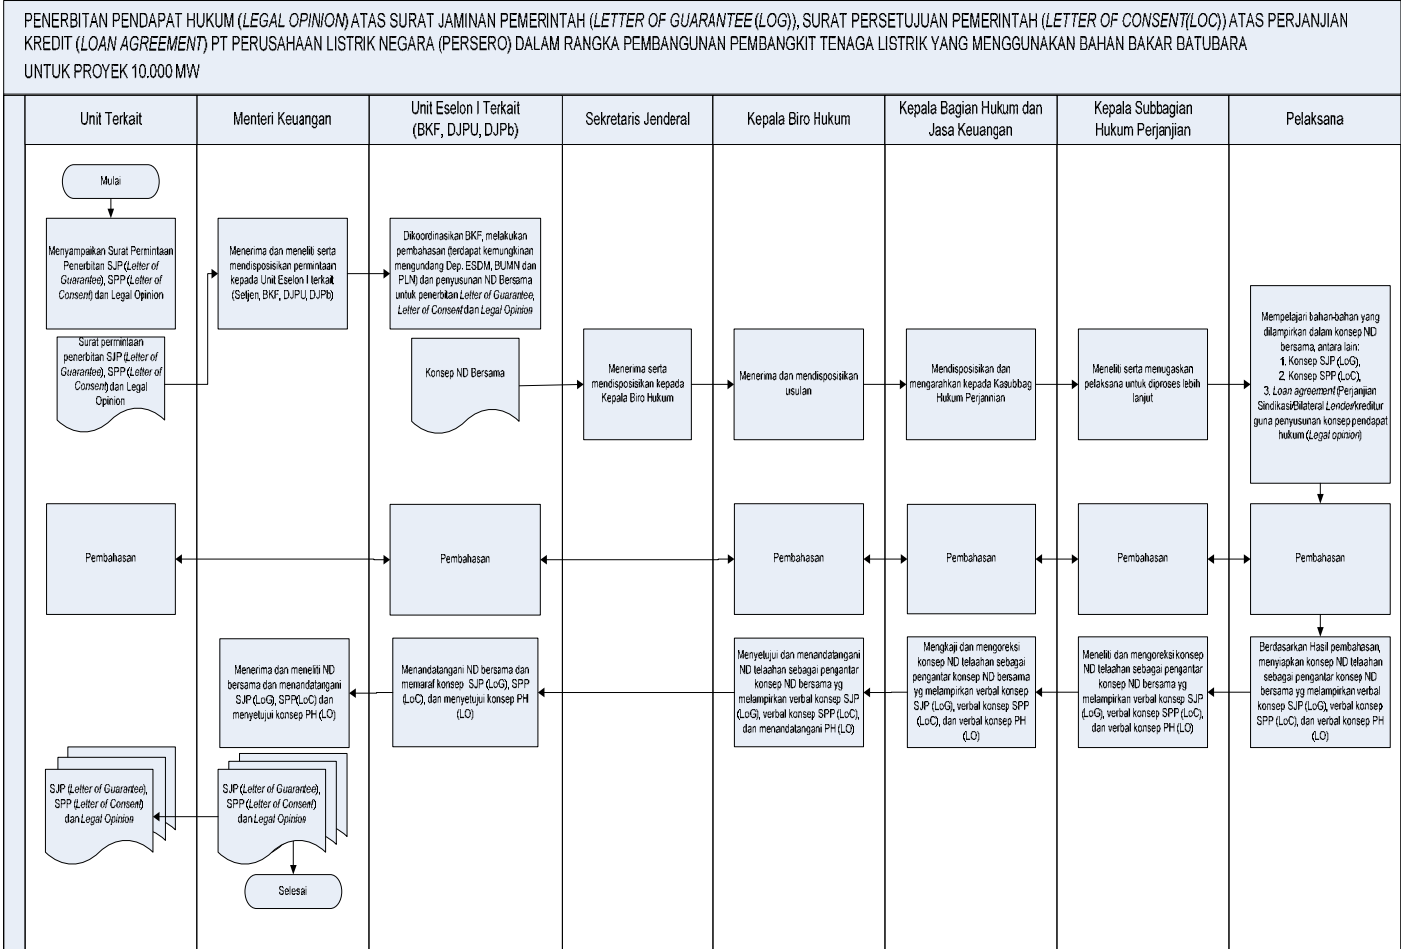 PENERBITAN PENDAPAT HUKUM (LEGAL OPINION) ATAS SURAT JAMINAN PEMERINTAH (LETTER OF GUARANTEE (LOG)), SURAT PERSETUJUAN PEMERINTAH (LETTER OF CONSENT(LOC)) ATAS PERJANJIAN
KREDIT (LOAN AGREEMENT) PT PERUSAHAAN LISTRIK NEGARA (PERSERO) DALAM RANGKA PEMBANGUNAN PEMBANGKIT TENAGA LISTRIK YANG MENGGUNAKAN BAHAN BAKAR BATUBARA
UNTUK PROYEK 10.000 MW
Unit Terkait
Menteri Keuangan
Unit Eselon I Terkait
(BKF, DJPU, DJPb)
Sekretaris Jenderal
Kepala Biro Hukum
Kepala Bagian Hukum dan
Jasa Keuangan
Kepala Subbagian
Hukum Perjanjian
Pelaksana
Mulai
Menyampaikan Surat Permintaan
Penerbitan SJP (Letter of
Guarantee), SPP (Letter of
Consent) dan Legal Opinion
Surat permintaan
penerbitan SJP (Letter of
Guarantee), SPP (Letter of
Consent) dan Legal
Opinion
Menerima dan meneliti serta
mendisposisikan permintaan
kepada Unit Eselon I terkait
(Setjen, BKF, DJPU, DJPb)
Dikoordinasikan BKF, melakukan
pembahasan (terdapat kemungkinan
mengundang Dep. ESDM, BUMN dan
PLN) dan penyusunan ND Bersama
untuk penerbitan Letter of Guarantee,
Letter of Consent dan Legal Opinion
Konsep ND Bersama
Menerima serta
mendisposisikan kepada
Kepala Biro Hukum
Menerima dan mendisposisikan
usulan
Mendisposisikan dan
mengarahkan kepada Kasubbag
Hukum Perjannian
Meneliti serta menugaskan
pelaksana untuk diproses lebih
lanjut
Mempelajari bahan-bahan yang
dilampirkan dalam konsep ND
bersama, antara lain:
1. Konsep SJP (LoG),
2. Konsep SPP (LoC),
3. Loan agreement (Perjanjian
Sindikasi/Bilateral Lender/kreditur
guna penyusunan konsep pendapat
hukum (Legal opinion)
Pembahasan
Pembahasan
Pembahasan
Pembahasan
Pembahasan
Pembahasan
Menerima dan meneliti ND
bersama dan menandatangani
SJP (LoG), SPP(LoC) dan
menyetujui konsep PH (LO)
Menandatangani ND bersama dan
memaraf konsep SJP (LoG), SPP
(LoC), dan menyetujui konsep PH
(LO)
Menyetujui dan menandatangani
ND telaahan sebagai pengantar
konsep ND bersama yg
melampirkan verbal konsep SJP
(LoG), verbal konsep SPP (LoC),
dan menandatangani PH (LO)
Mengkaji dan mengoreksi
konsep ND telaahan sebagai
pengantar konsep ND bersama
yg melampirkan verbal konsep
SJP (LoG), verbal konsep SPP
(LoC), dan verbal konsep PH
(LO)
Meneliti dan mengoreksi konsep
ND telaahan sebagai pengantar
konsep ND bersama yg
melampirkan verbal konsep SJP
(LoG), verbal konsep SPP (LoC),
dan verbal konsep PH (LO)
Berdasarkan Hasil pembahasan,
menyiapkan konsep ND telaahan
sebagai pengantar konsep ND
bersama yg melampirkan verbal
konsep SJP (LoG), verbal konsep
SPP (LoC), dan verbal konsep PH
(LO)
SJP (Letter of Guarantee),
SPP (Letter of Consent)
dan Legal Opinion
SJP (Letter of Guarantee),
SPP (Letter of Consent)
dan Legal Opinion
Selesai